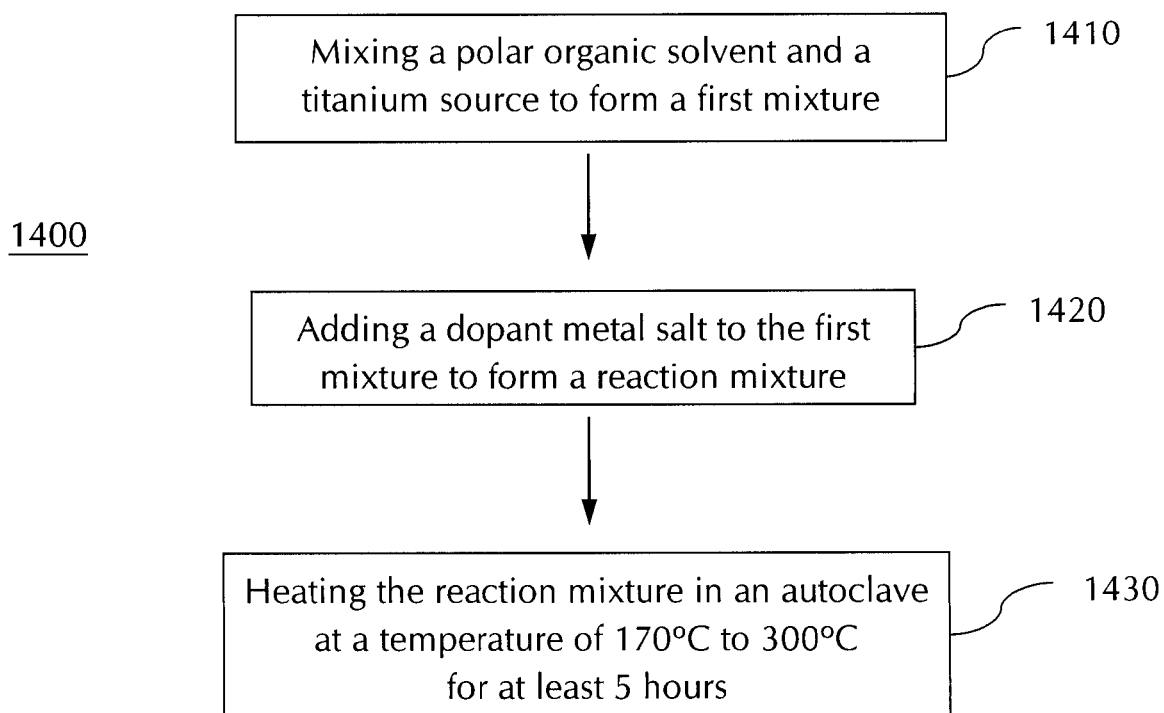 Mixing a polar organic solvent and a
titanium source to form a first mixture
1410
1400
Adding a dopant metal salt to the first
mixture to form a reaction mixture
1420
Heating the reaction mixture in an autoclave
at a temperature of 170ºC to 300ºC
for at least 5 hours
1430